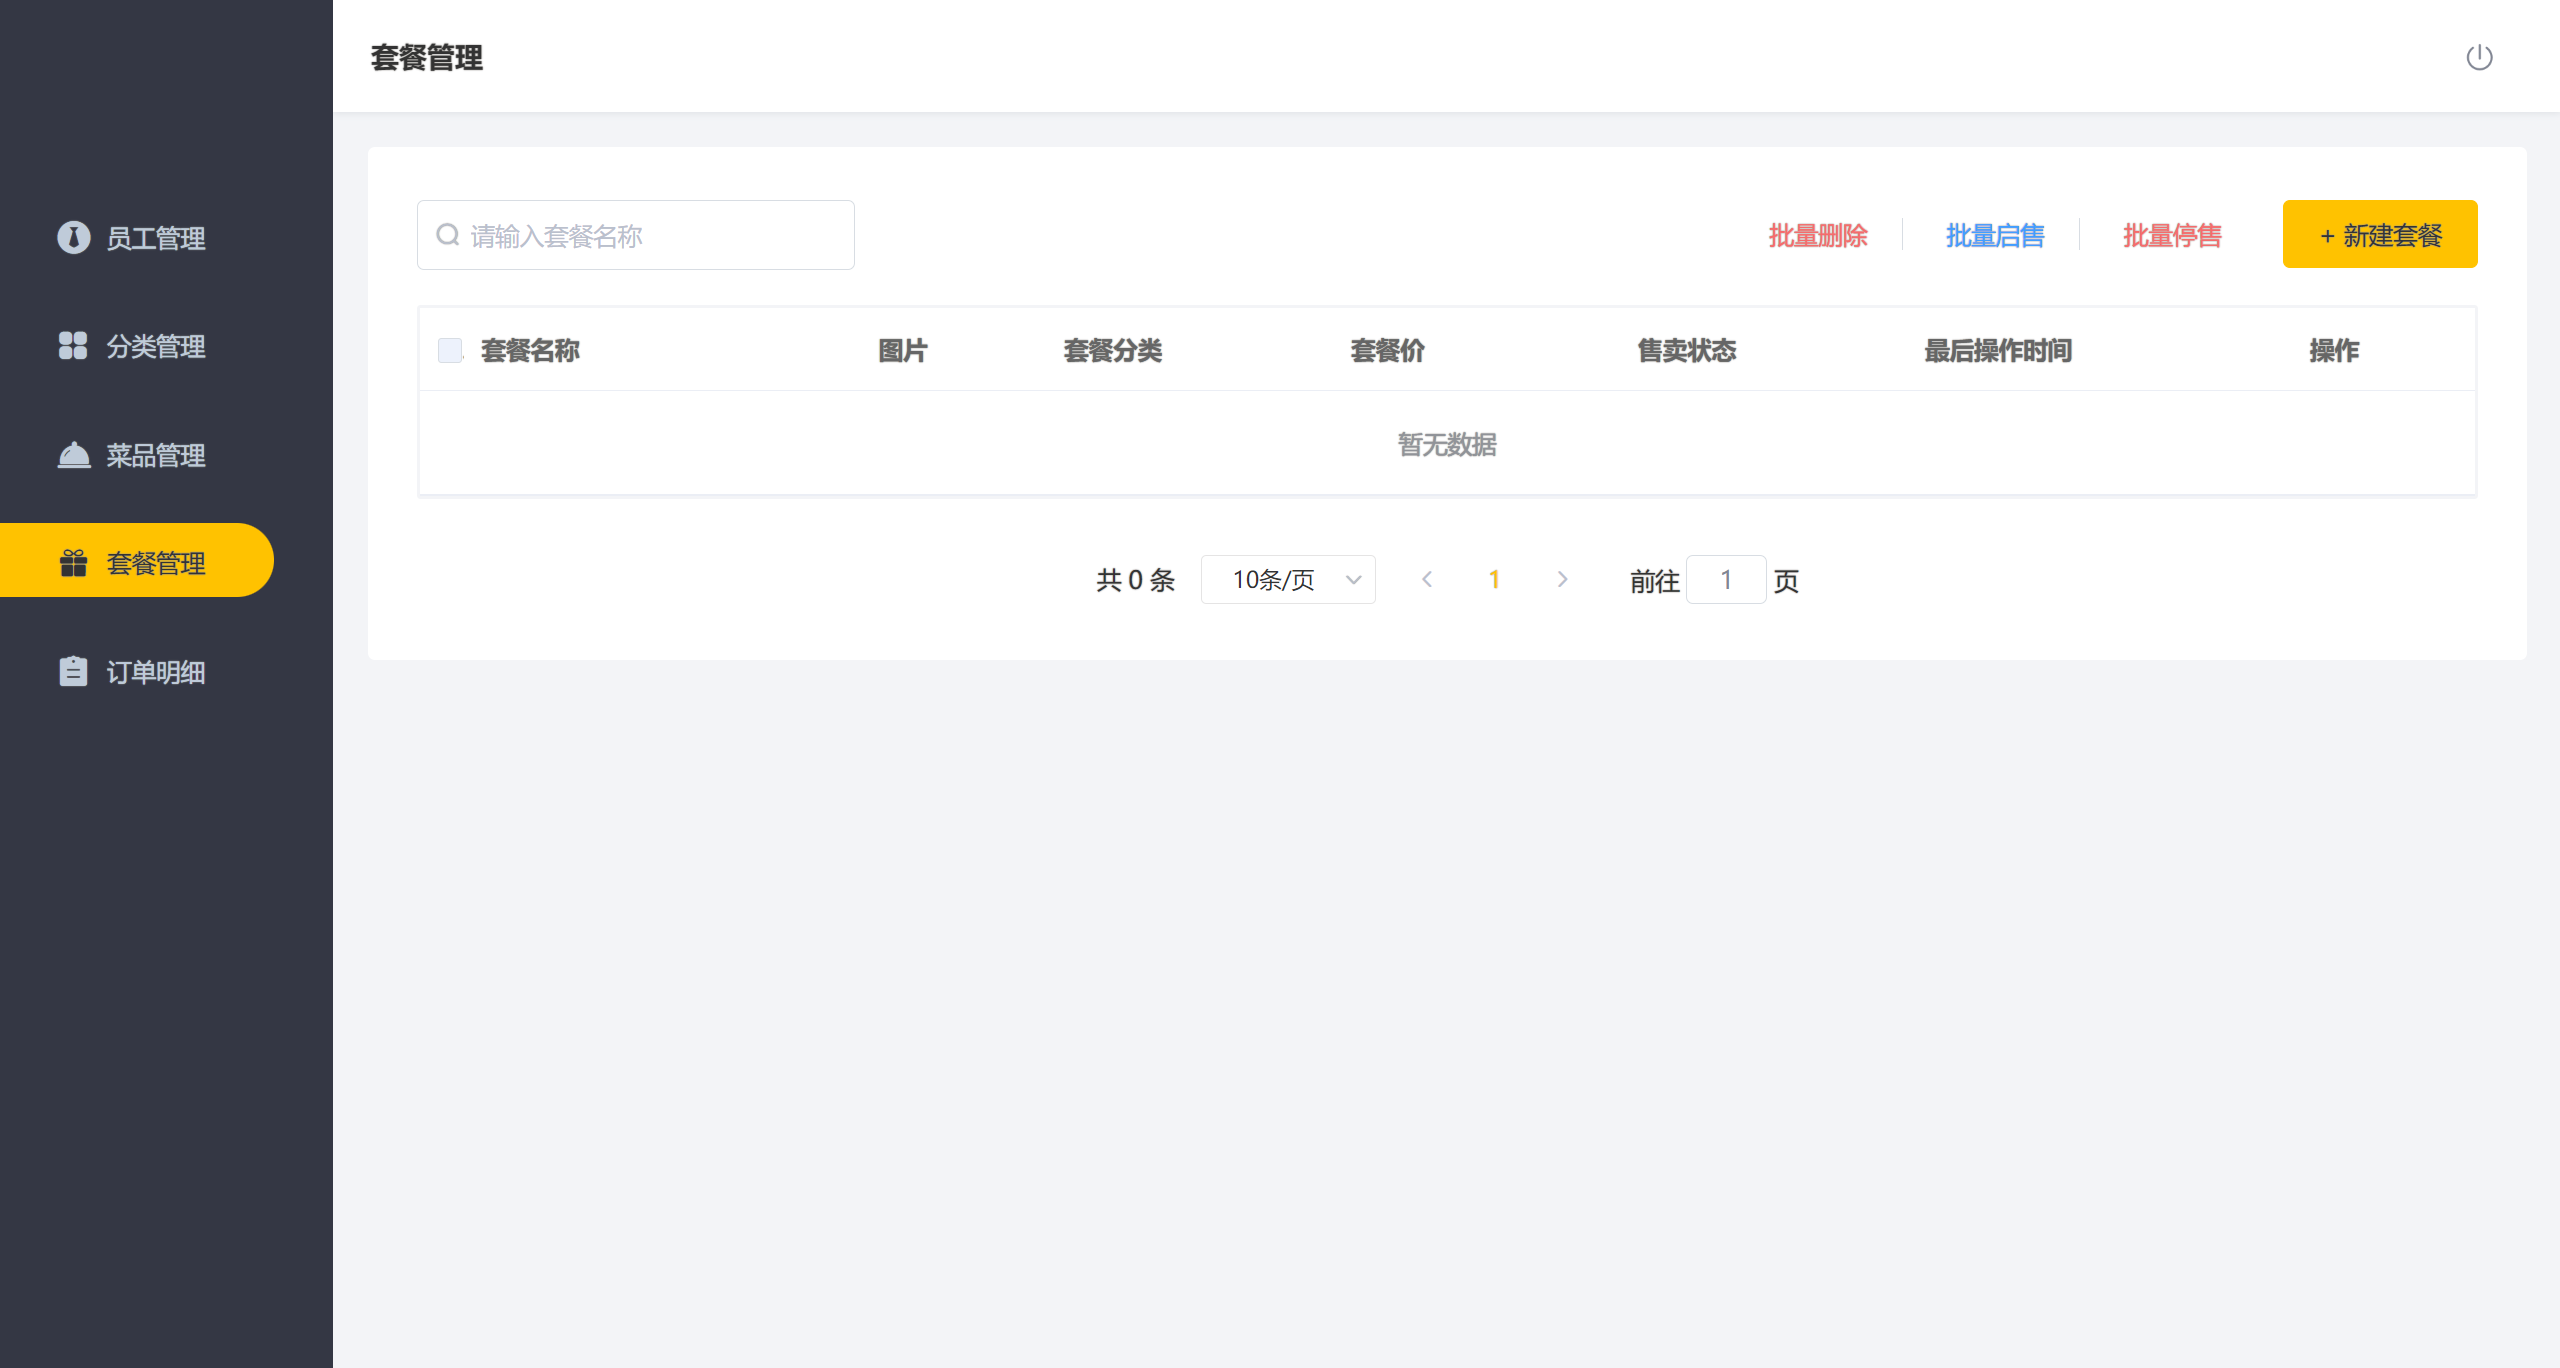 套餐管理
员工管理
分类管理
菜品管理
套餐管理
订单明细
请输入套餐名称
批量删除 批量启售 批量停售 + 新建套餐
套餐名称 图片 套餐分类 套餐价 售卖状态 最后操作时间 操作
暂无数据
共 0 条 10条/页 1 前往 1 页